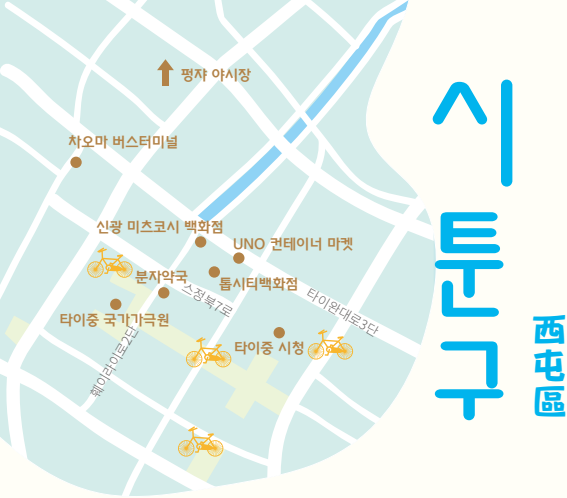 펑쟈 야시장
차오마 버스터미널
신광 미츠코시 백화점
UNO 컨테이너 마켓
분자약국
톱시티백화점
스정북7로
타이완대로3단
타이중 국가가극원
타이중 시청
훼이라이로2단
시툰구
西屯區